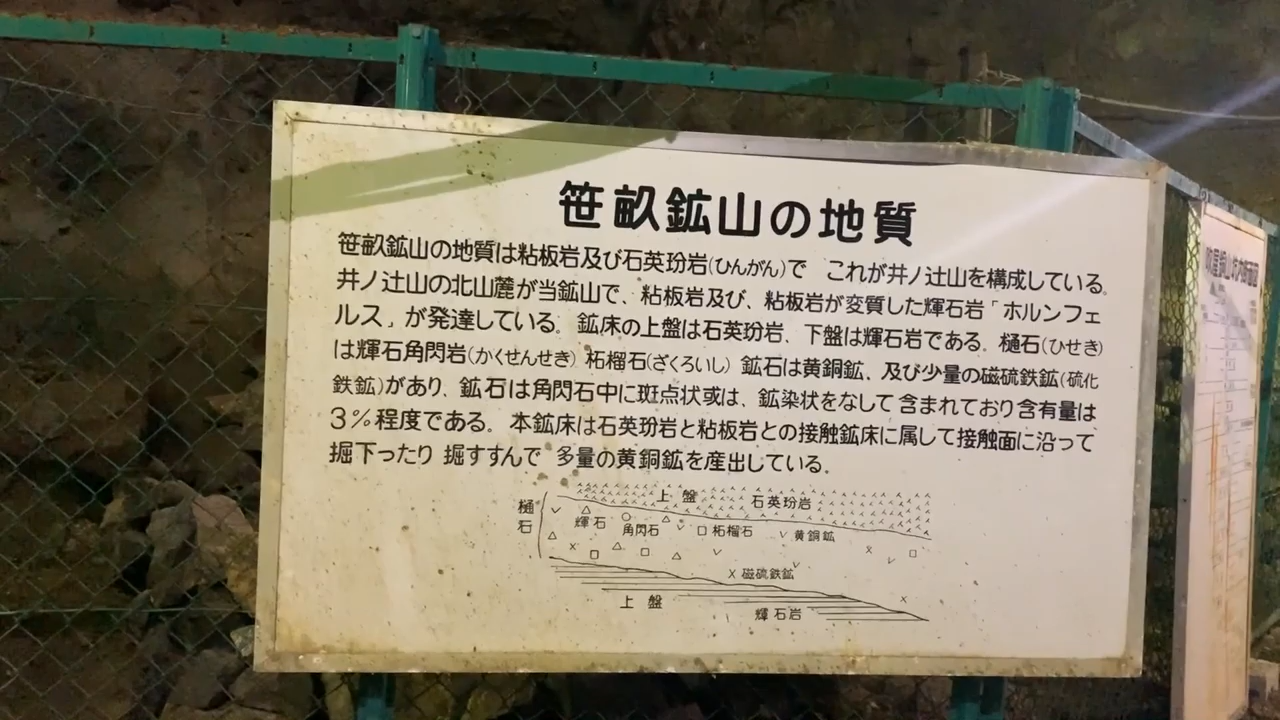 笹畝鉱山の地質
笹畝鉱山の地質は粘板岩及び石英玢岩(ひんがん)で これが井ノ辻山を構成している。
井ノ辻山の北山麓が当鉱山で、粘板岩及び、粘板岩が変質した輝石岩「ホルンフェ
ルス」が発達している。鉱床の上盤は石英玢岩、下盤は輝石岩である。樋石(ひせき)
は輝石角閃岩(かくせんせき)柘榴石(ざくろいし)鉱石は黄銅鉱、及び少量の磁硫鉄鉱(硫化
鉄鉱)があり、鉱石は角閃石中に斑点状或は、鉱染状をなして含まれており含有量は
3%程度である。本鉱床は石英玢岩と粘板岩との接触鉱床に属して接触面に沿って
掘下ったり 掘すすんで 多量の黄銅鉱を産出している。
上盤 石英玢岩
樋石
輝石 角閃石 柘榴石 黄銅鉱
磁硫鉄鉱
上盤 輝石岩